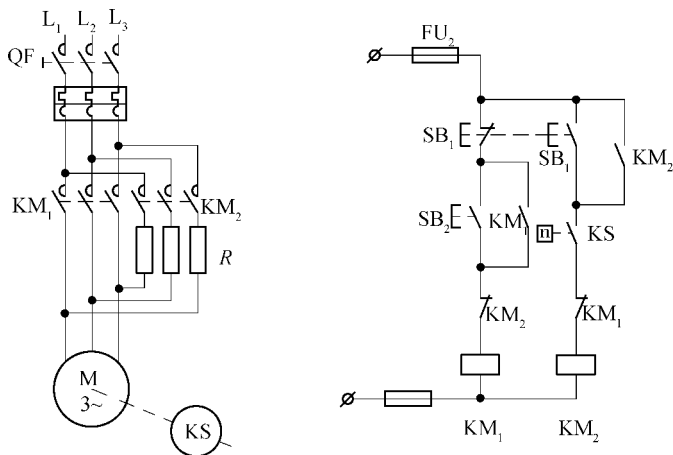 L₁ L₂ L₃
QF
KM₁
KM₂
R
M
3~
KS
FU₂
SB₁
SB₁
KM₂
SB₂
KM₁
n
KS
KM₂
KM₁
KM₁
KM₂